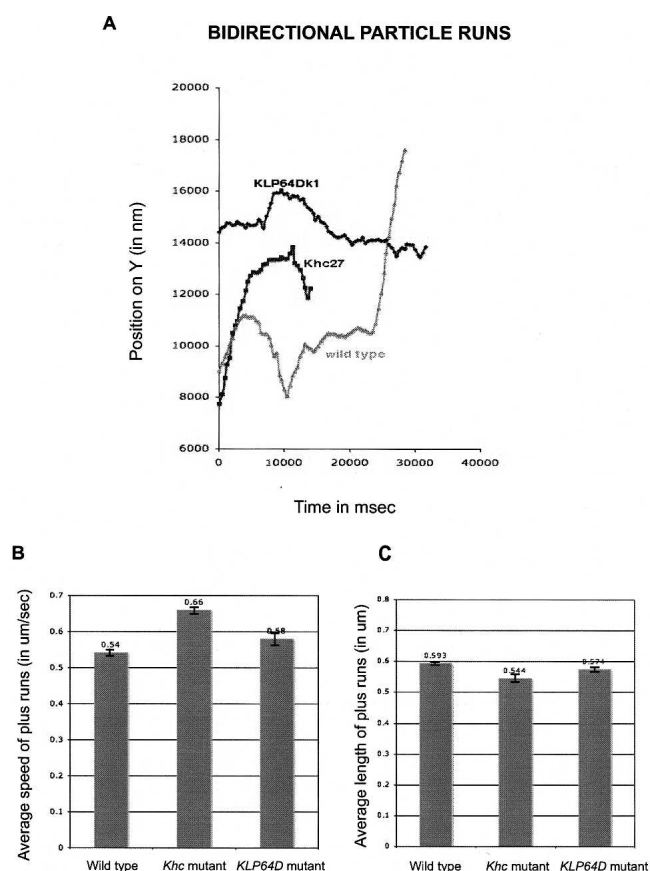 A
BIDIRECTIONAL PARTICLE RUNS
Position on Y (in nm)
20000
18000
16000
14000
12000
10000
8000
6000
KLP64Dk1
Khc27
wild type
0 10000 20000 30000 40000
Time in msec
B
Average speed of plus runs (in um/sec)
0.7
0.6
0.5
0.4
0.3
0.2
0.1
0
0.54
0.66
0.58
Wild type Khc mutant KLP64D mutant
C
Average length of plus runs (in um)
0.8
0.7
0.6
0.5
0.4
0.3
0.2
0.1
0
0.593
0.544
0.574
Wild type Khc mutant KLP64D mutant